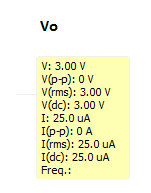 Vo
V: 3.00 V
V(p-p): 0 V
V(rms): 3.00 V
V(dc): 3.00 V
I: 25.0 uA
I(p-p): 0 A
I(rms): 25.0 uA
I(dc): 25.0 uA
Freq.: